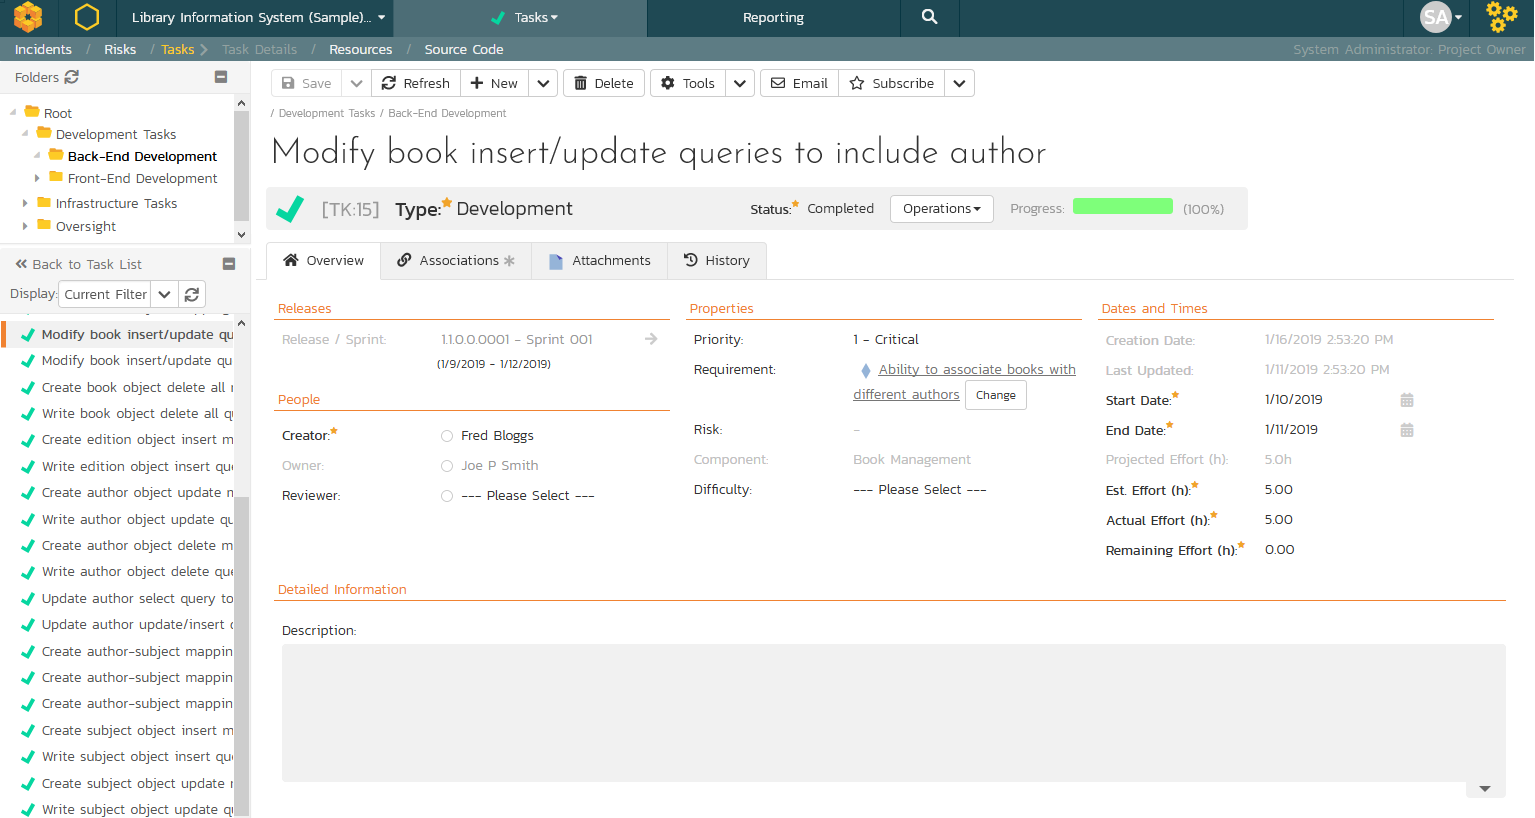 Library Information System (Sample)...
Tasks
Reporting
SA
Incidents / Risks / Tasks Task Details / Resources / Source Code
System Administrator: Project Owner
Folders
Root
Development Tasks
Back-End Development
Front-End Development
Infrastructure Tasks
Oversight
Back to Task List
Display: Current Filter
Modify book insert/update qu
Modify book insert/update qu
Create book object delete all
Write book object delete all qu
Create edition object insert m
Write edition object insert que
Create author object update m
Write author object update qu
Create author object delete m
Write author object delete que
Update author select query to
Update author update/insert
Create author-subject mappin
Create author-subject mappin
Create author-subject mappin
Create subject object insert m
Write subject object insert que
Create subject object update
Write subject object update qu
Save Refresh New Delete Tools Email Subscribe
/ Development Tasks / Back-End Development
Modify book insert/update queries to include author
[TK:15] Type: Development
Status: Completed Operations Progress: (100%)
Overview Associations Attachments History
Releases
Release / Sprint: 1.1.0.0.0001 - Sprint 001
(1/9/2019 - 1/12/2019)
People
Creator: Fred Bloggs
Owner: Joe P Smith
Reviewer: --- Please Select ---
Properties
Priority: 1 - Critical
Requirement: Ability to associate books with
different authors Change
Risk: -
Component: Book Management
Difficulty: --- Please Select ---
Dates and Times
Creation Date: 1/16/2019 2:53:20 PM
Last Updated: 1/11/2019 2:53:20 PM
Start Date: 1/10/2019
End Date: 1/11/2019
Projected Effort (h): 5.0h
Est. Effort (h): 5.00
Actual Effort (h): 5.00
Remaining Effort (h): 0.00
Detailed Information
Description: